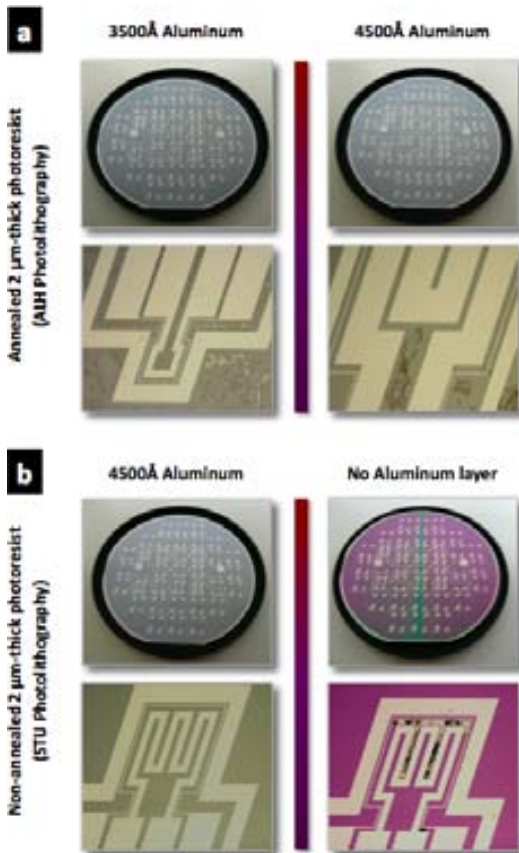 a
3500Å Aluminum
4500Å Aluminum
Annealed 2 µm-thick photoresist
(ALH Photolithography)
b
4500Å Aluminum
No Aluminum layer
Non-annealed 2 µm-thick photoresist
(STU Photolithography)